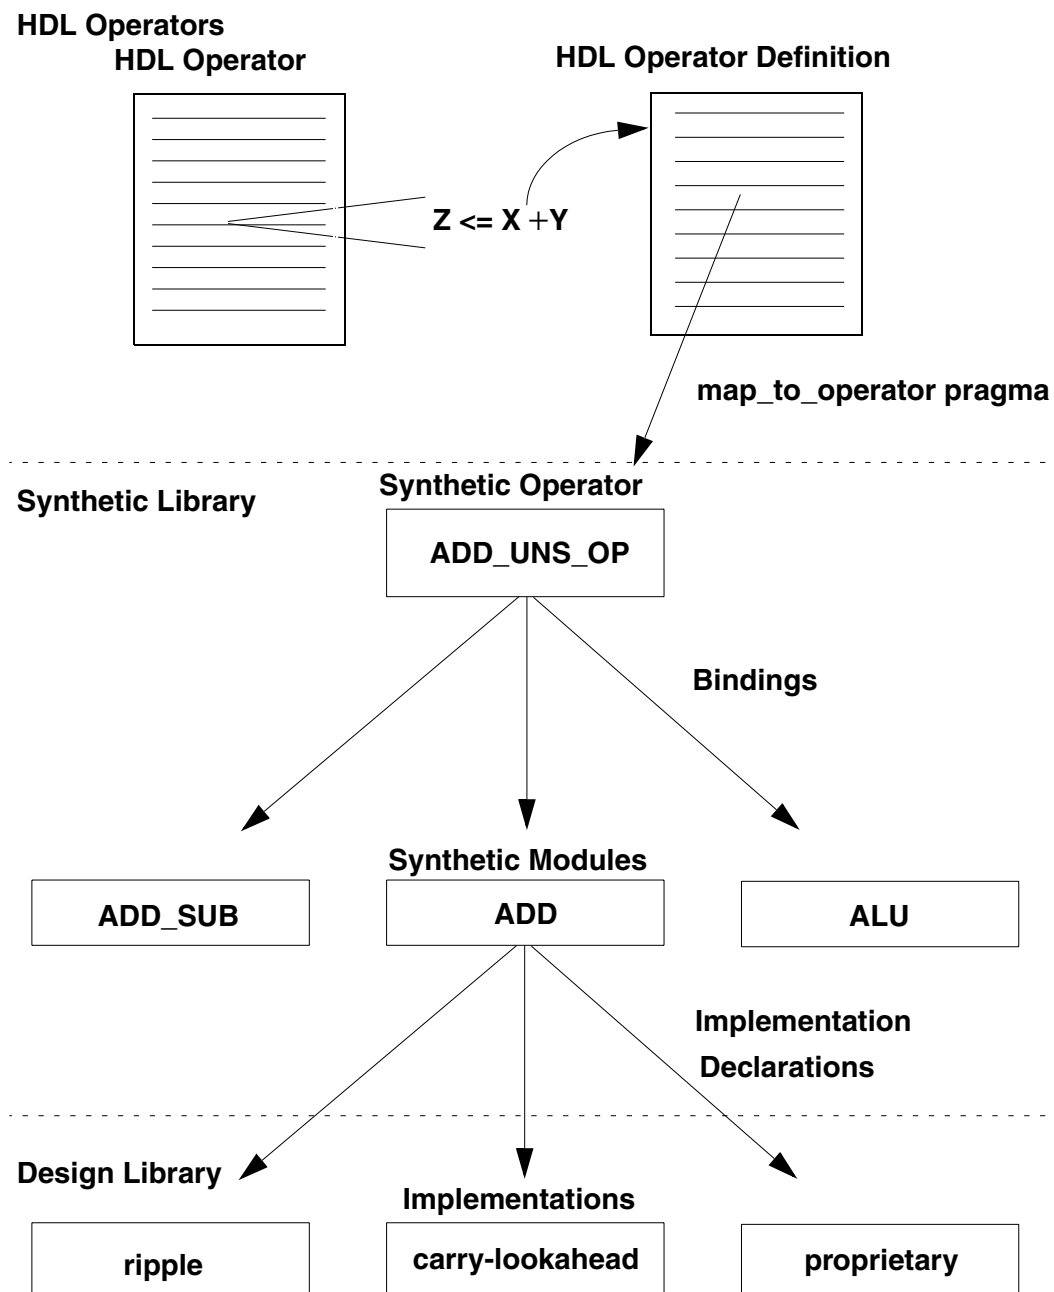 HDL Operators
HDL Operator
HDL Operator Definition
Z <= X +Y
map_to_operator pragma
Synthetic Operator
Synthetic Library
ADD_UNS_OP
Bindings
Synthetic Modules
ADD_SUB
ADD
ALU
Implementation
Declarations
Design Library
Implementations
ripple
carry-lookahead
proprietary